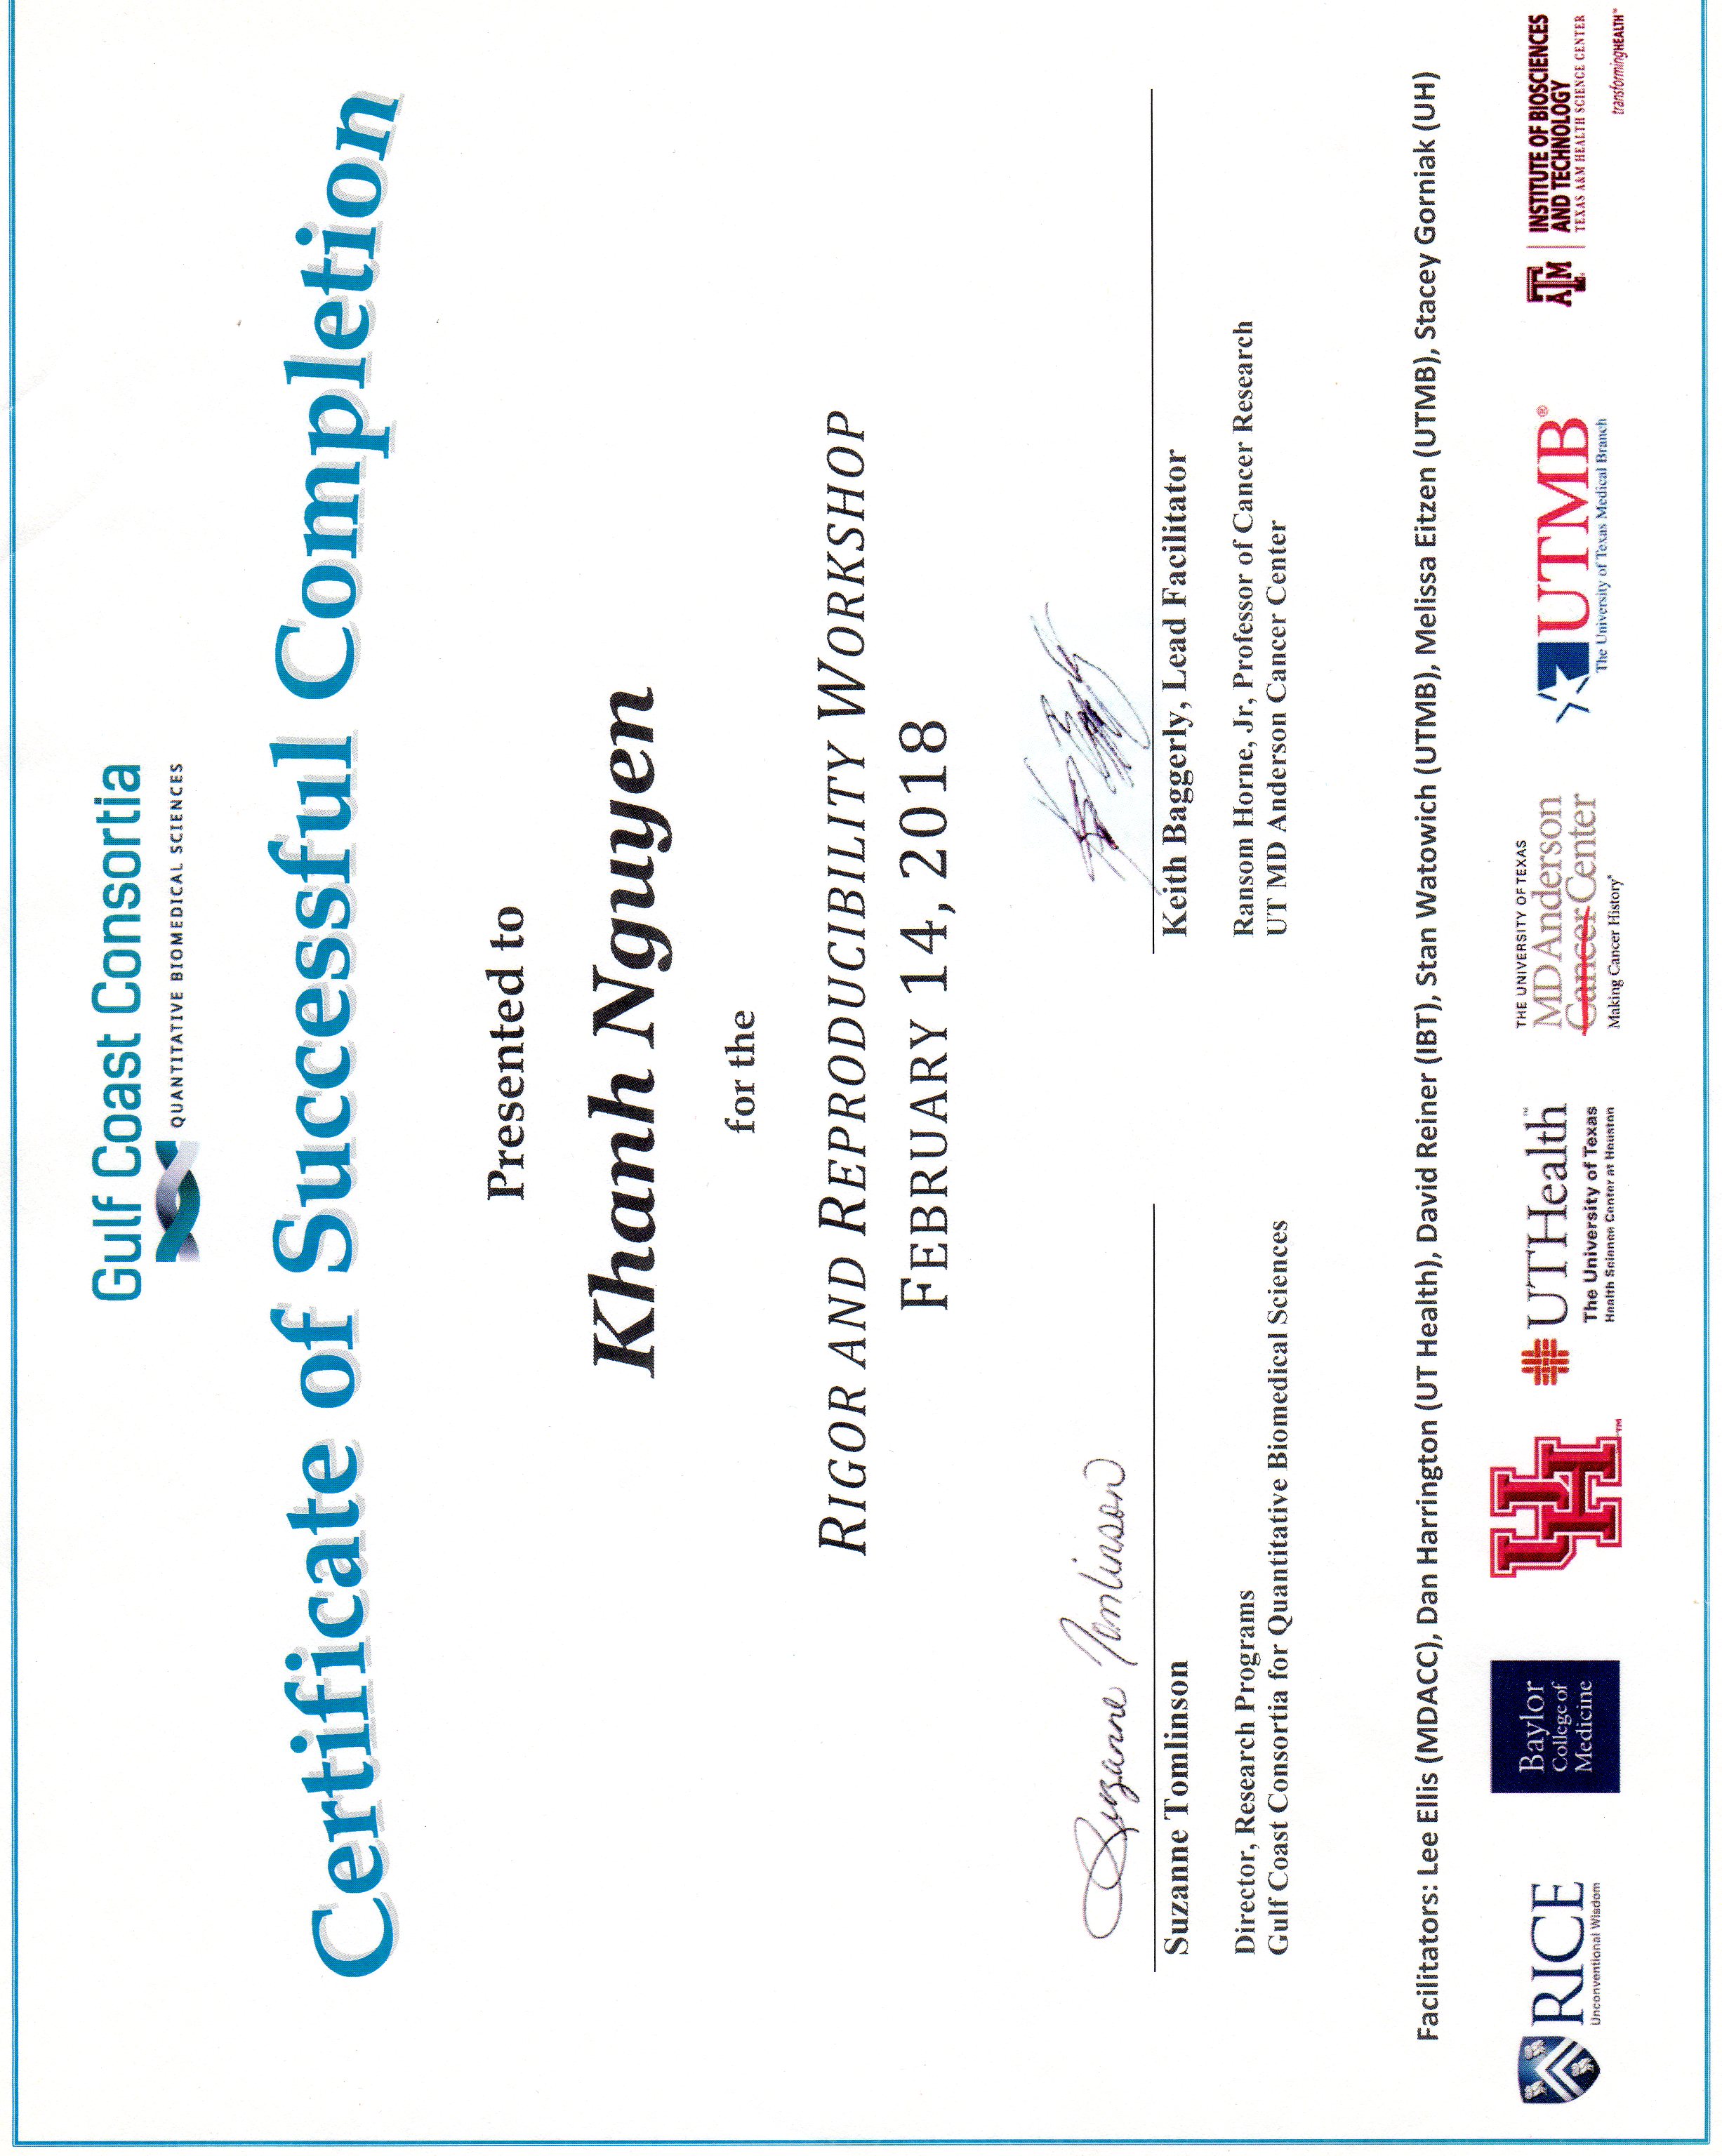 Gulf Coast Consortia
QUANTITATIVE BIOMEDICAL SCIENCES
Certificate of Successful Completion
Presented to
Khanh Nguyen
for the
RIGOR AND REPRODUCIBILITY WORKSHOP
FEBRUARY 14, 2018
Suzanne Tomlinson
Suzanne Tomlinson
Director, Research Programs
Gulf Coast Consortia for Quantitative Biomedical Sciences
Keith Baggerly, Lead Facilitator
Ransom Horne, Jr, Professor of Cancer Research
UT MD Anderson Cancer Center
Facilitators: Lee Ellis (MDACC), Dan Harrington (UT Health), David Reiner (IBT), Stan Watowich (UTMB), Melissa Eitzen (UTMB), Stacey Gorniak (UH)
RICE
Unconventional Wisdom
Baylor
College of
Medicine
UH™
UTHealth™
The University of Texas
Health Science Center at Houston
THE UNIVERSITY OF TEXAS
MD Anderson
Cancer Center
Making Cancer History®
UTMB®
The University of Texas Medical Branch
ATM
INSTITUTE OF BIOSCIENCES
AND TECHNOLOGY
TEXAS A&M HEALTH SCIENCE CENTER
transformingHEALTH™